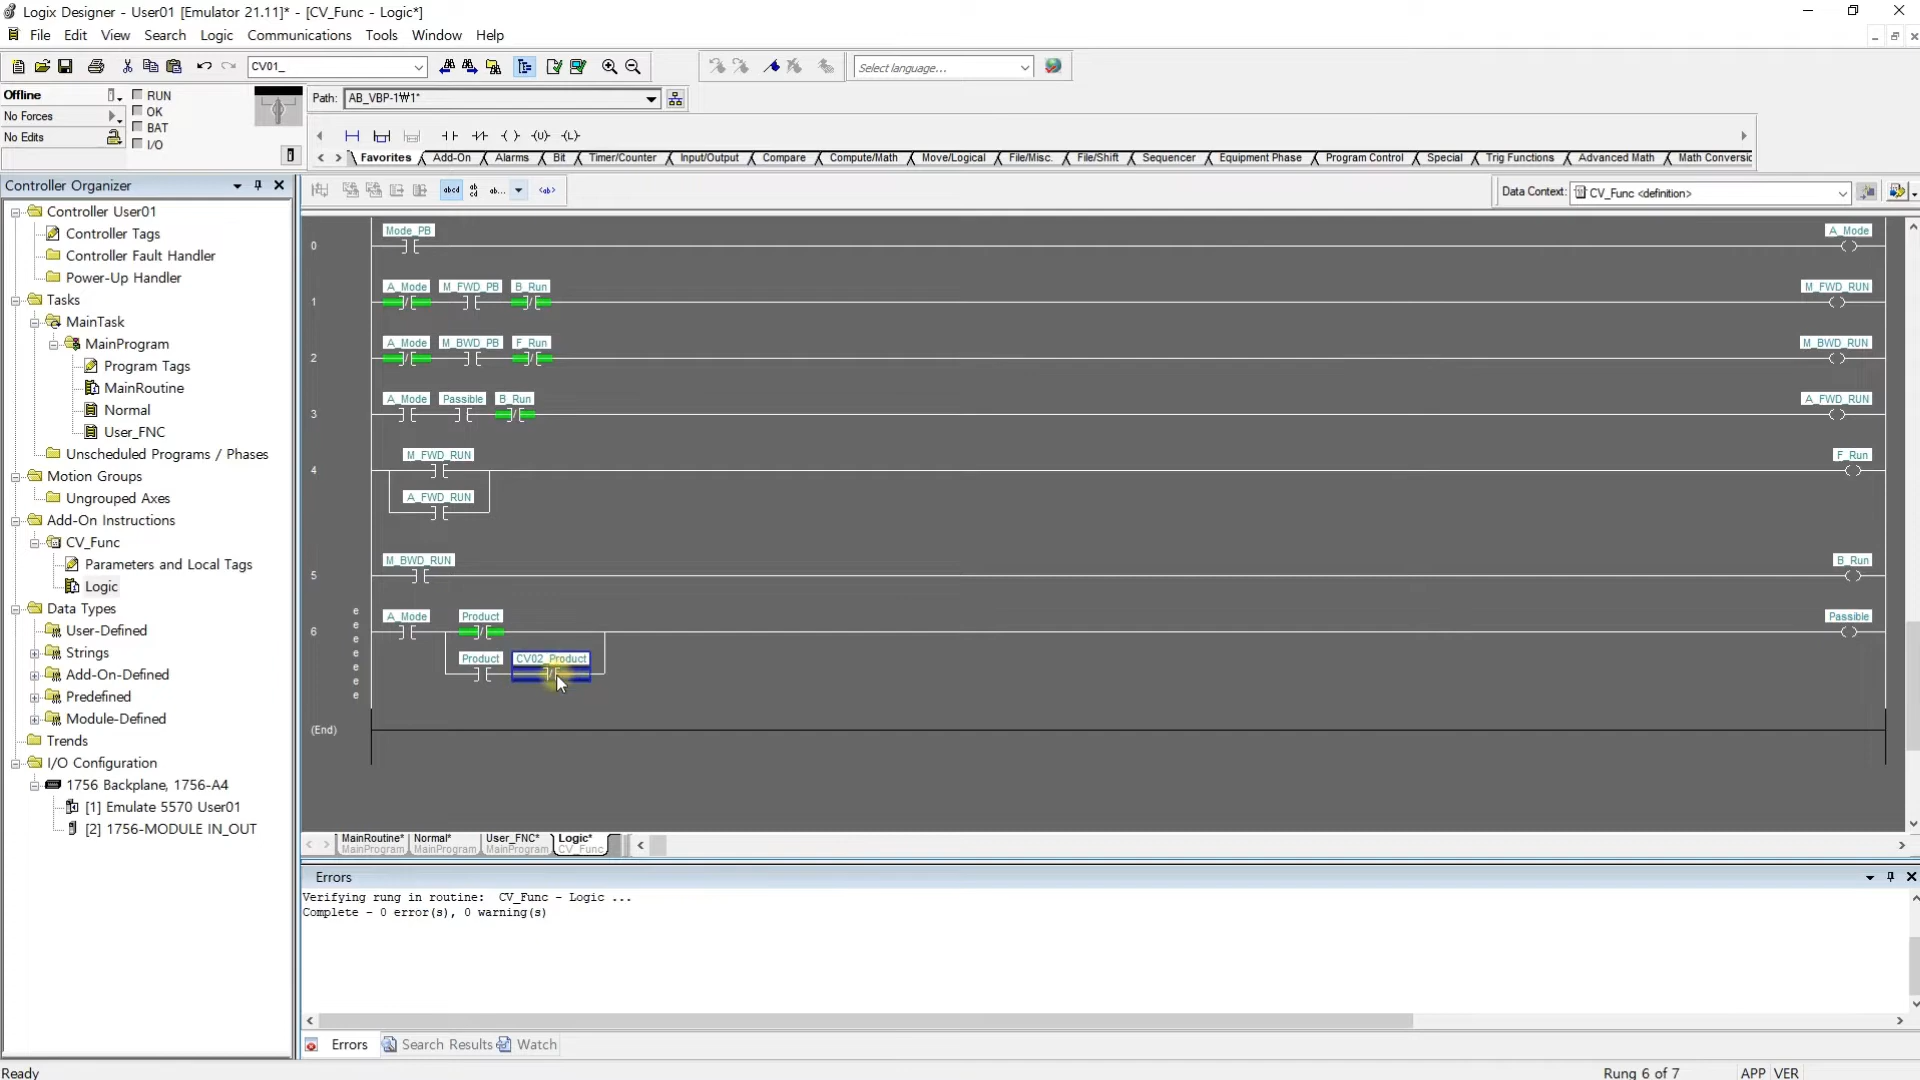 Logix Designer - User01 [Emulator 21.11]* - [CV_Func - Logic*]
File Edit View Search Logic Communications Tools Window Help
CV01_
Select language...
Offline
RUN
No Forces
OK
No Edits
BAT
I/O
Path: AB_VBP-1₩1*
Favorites Add-On Alarms Bit Timer/Counter Input/Output Compare Compute/Math Move/Logical File/Misc. File/Shift Sequencer Equipment Phase Program Control Special Trig Functions Advanced Math Math Conversic
Data Context: CV_Func <definition>
Controller Organizer
Controller User01
Controller Tags
Controller Fault Handler
Power-Up Handler
Tasks
MainTask
MainProgram
Program Tags
MainRoutine
Normal
User_FNC
Unscheduled Programs / Phases
Motion Groups
Ungrouped Axes
Add-On Instructions
CV_Func
Parameters and Local Tags
Logic
Data Types
User-Defined
Strings
Add-On-Defined
Predefined
Module-Defined
Trends
I/O Configuration
1756 Backplane, 1756-A4
[1] Emulate 5570 User01
[2] 1756-MODULE IN_OUT
Mode_PB A_Mode
0
A_Mode M_FWD_PB B_Run M_FWD_RUN
1
A_Mode M_BWD_PB F_Run M_BWD_RUN
2
A_Mode Passible B_Run A_FWD_RUN
3
M_FWD_RUN F_Run
4
A_FWD_RUN
M_BWD_RUN B_Run
5
e
A_Mode Product Passible
e
6
e
e
Product CV02_Product
e
e
e
(End)
MainRoutine* Normal* User_FNC* Logic*
MainProgram MainProgram MainProgram CV_Func
Errors
Verifying rung in routine: CV_Func - Logic ...
Complete - 0 error(s), 0 warning(s)
Errors Search Results Watch
Ready
Rung 6 of 7 APP VER